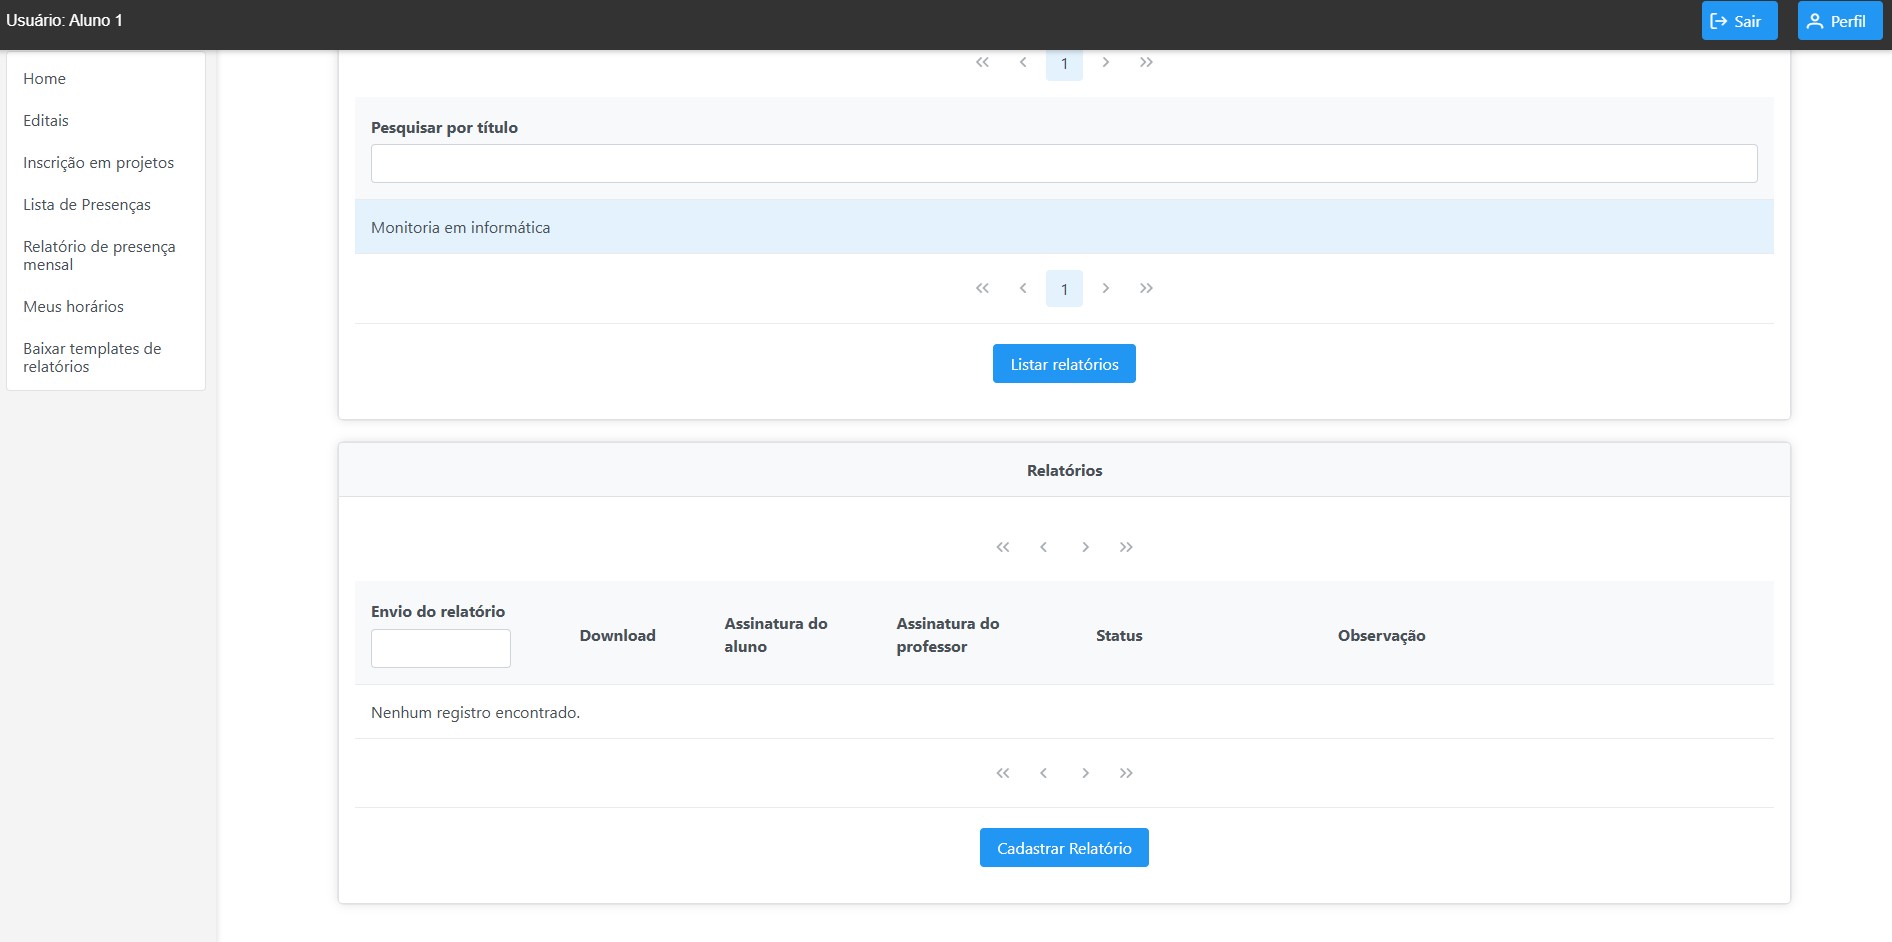 Usuário: Aluno 1
Sair
Perfil
Home
Editais
Inscrição em projetos
Lista de Presenças
Relatório de presença
mensal
Meus horários
Baixar templates de
relatórios
1
Pesquisar por título
Monitoria em informática
1
Listar relatórios
Relatórios
Envio do relatório
Download
Assinatura do
aluno
Assinatura do
professor
Status
Observação
Nenhum registro encontrado.
Cadastrar Relatório